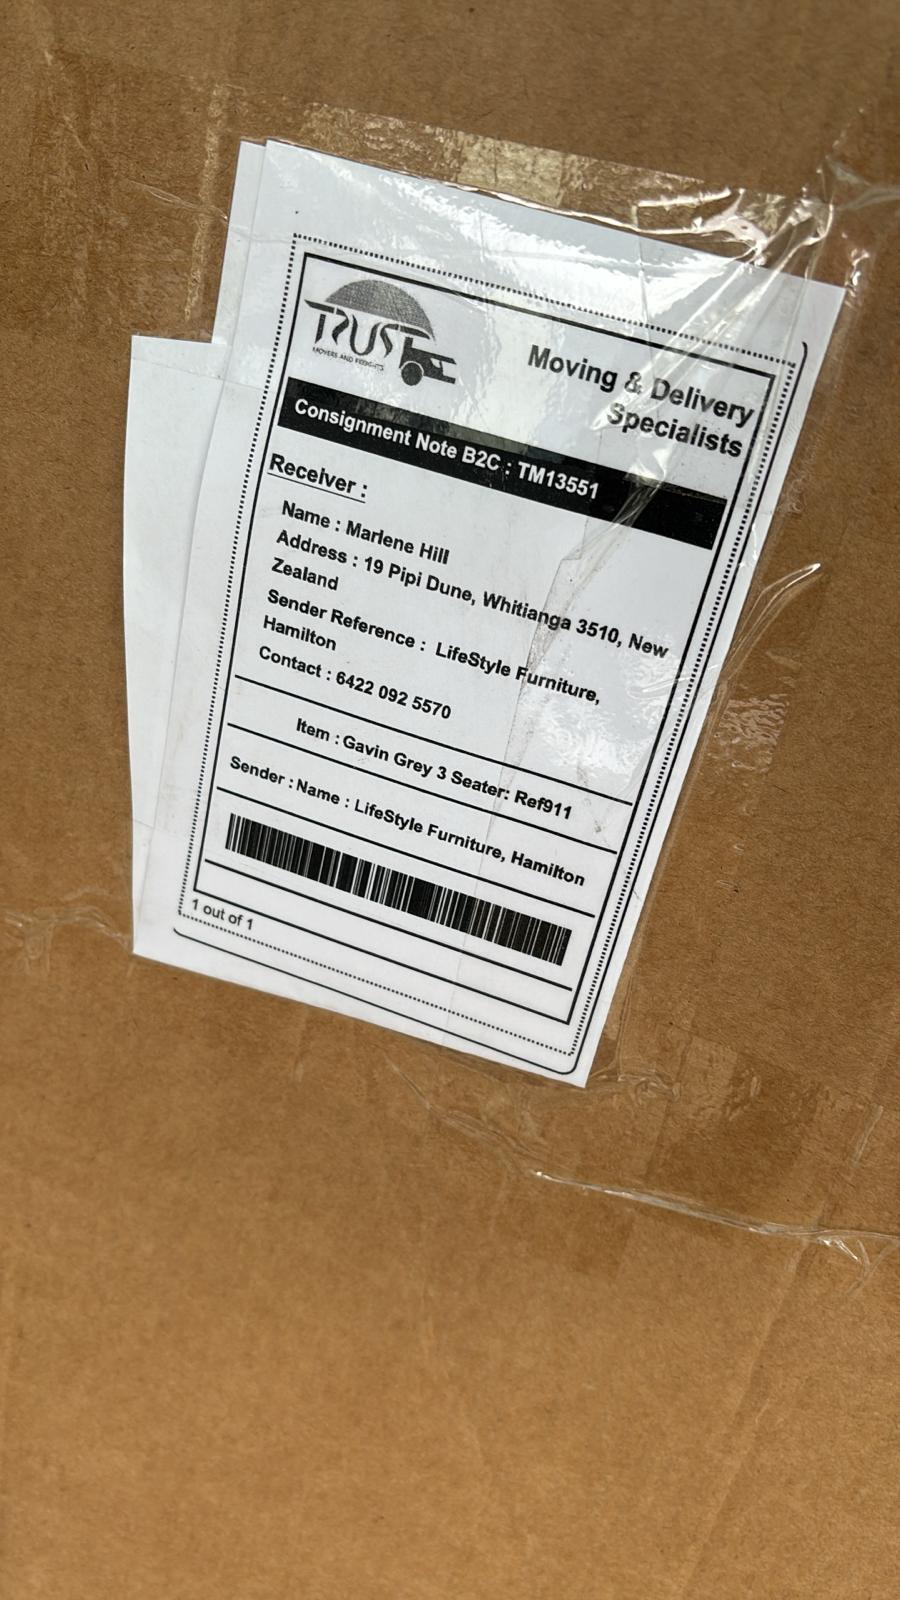 TRUST
MOVERS AND FREIGHTS
Moving & Delivery
Specialists
Consignment Note B2C : TM13551
Receiver :
Name : Marlene Hill
Address : 19 Pipi Dune, Whitianga 3510, New
Zealand
Sender Reference : LifeStyle Furniture,
Hamilton
Contact : 6422 092 5570
Item : Gavin Grey 3 Seater: Ref911
Sender : Name : LifeStyle Furniture, Hamilton
1 out of 1